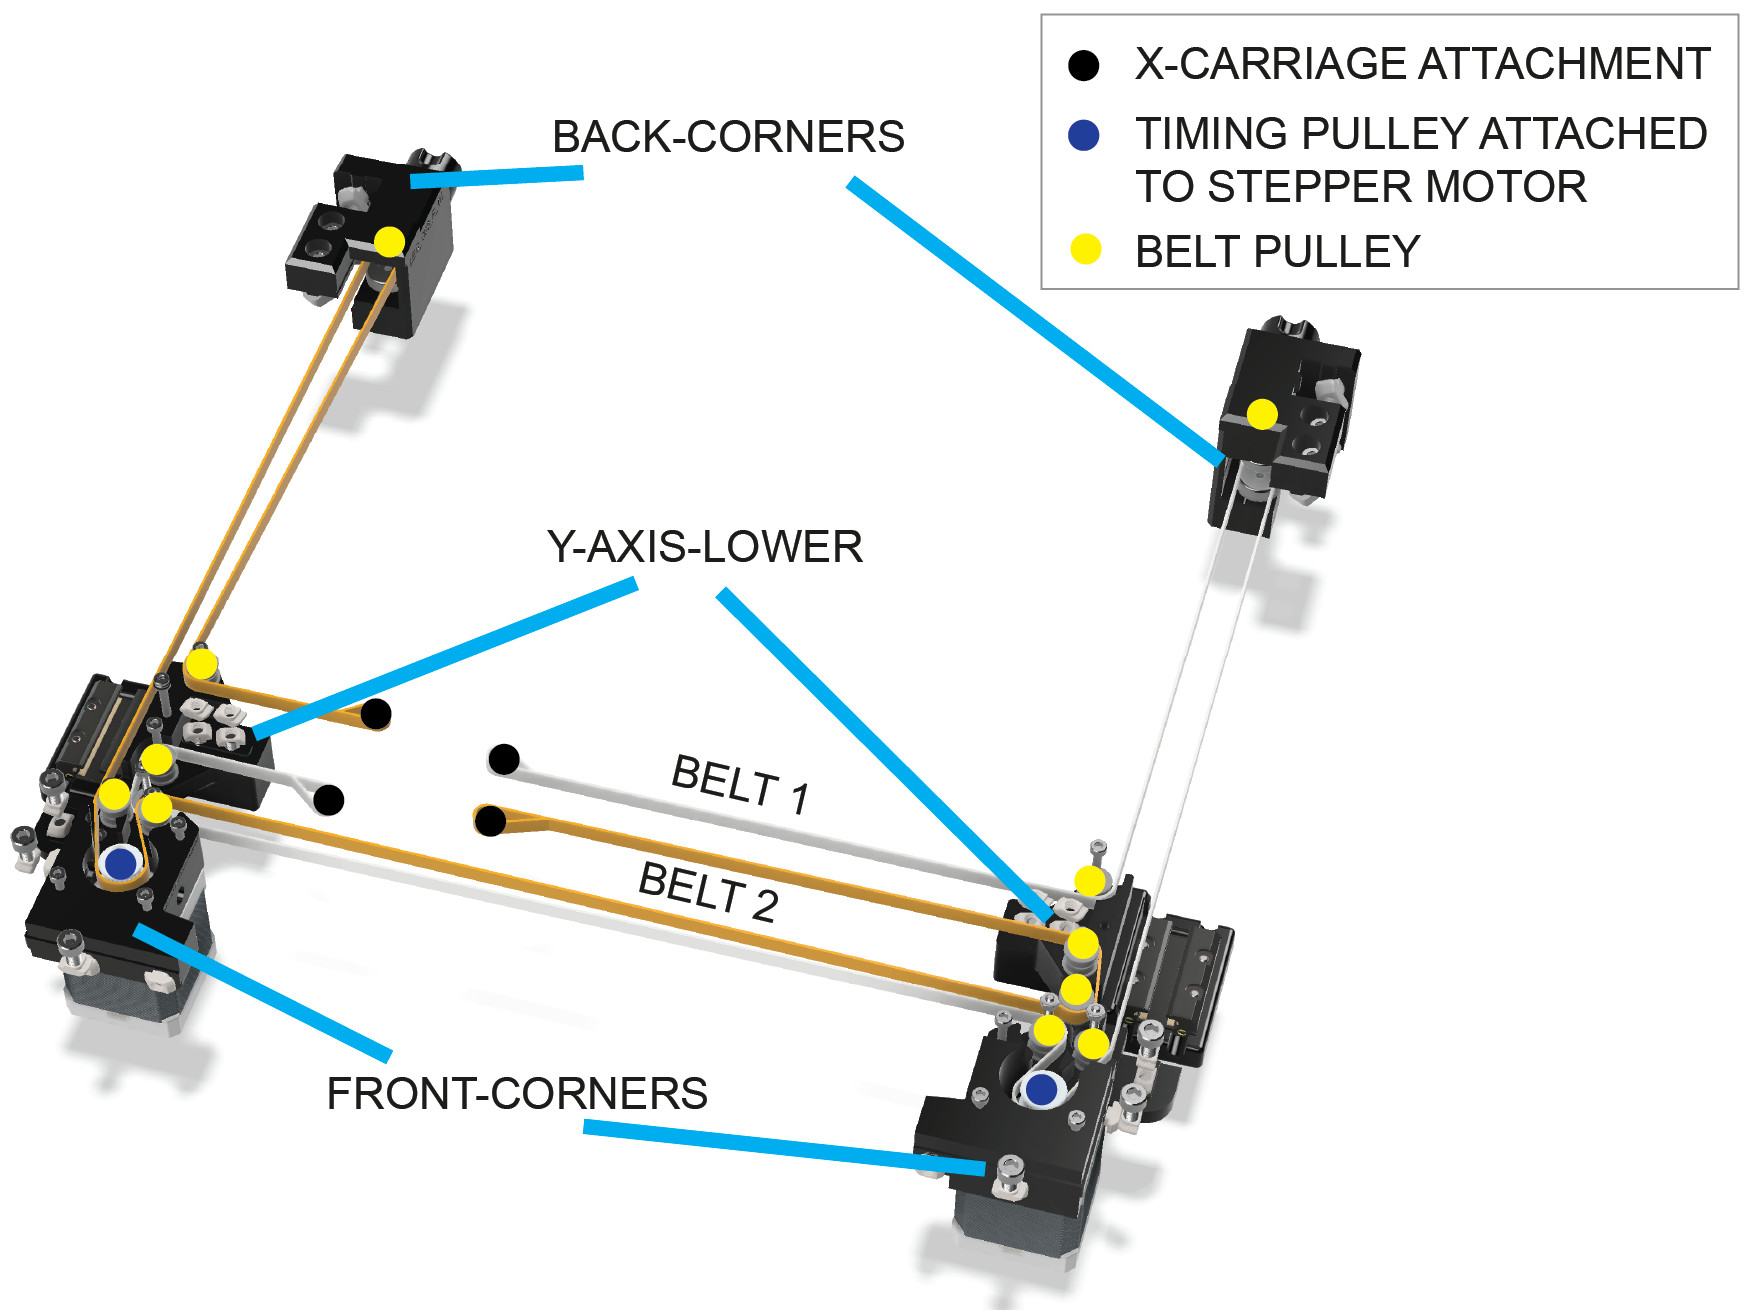 X-CARRIAGE ATTACHMENT
TIMING PULLEY ATTACHED
TO STEPPER MOTOR
BELT PULLEY
BACK-CORNERS
Y-AXIS-LOWER
BELT 1
BELT 2
FRONT-CORNERS